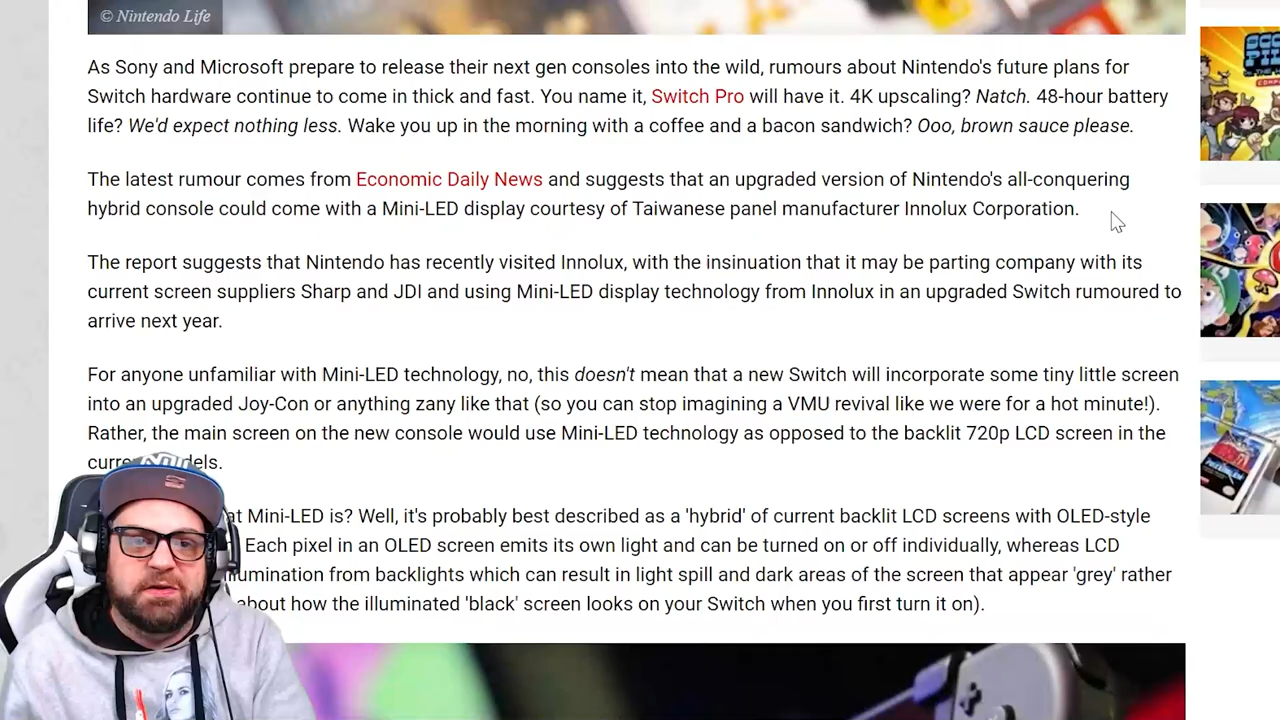 © Nintendo Life
As Sony and Microsoft prepare to release their next gen consoles into the wild, rumours about Nintendo's future plans for
Switch hardware continue to come in thick and fast. You name it, Switch Pro will have it. 4K upscaling? Natch. 48-hour battery
life? We'd expect nothing less. Wake you up in the morning with a coffee and a bacon sandwich? Ooo, brown sauce please.
The latest rumour comes from Economic Daily News and suggests that an upgraded version of Nintendo's all-conquering
hybrid console could come with a Mini-LED display courtesy of Taiwanese panel manufacturer Innolux Corporation.
The report suggests that Nintendo has recently visited Innolux, with the insinuation that it may be parting company with its
current screen suppliers Sharp and JDI and using Mini-LED display technology from Innolux in an upgraded Switch rumoured to
arrive next year.
For anyone unfamiliar with Mini-LED technology, no, this doesn't mean that a new Switch will incorporate some tiny little screen
into an upgraded Joy-Con or anything zany like that (so you can stop imagining a VMU revival like we were for a hot minute!).
Rather, the main screen on the new console would use Mini-LED technology as opposed to the backlit 720p LCD screen in the
at Mini-LED is? Well, it's probably best described as a 'hybrid' of current backlit LCD screens with OLED-style
Each pixel in an OLED screen emits its own light and can be turned on or off individually, whereas LCD
illumination from backlights which can result in light spill and dark areas of the screen that appear 'grey' rather
about how the illuminated 'black' screen looks on your Switch when you first turn it on).